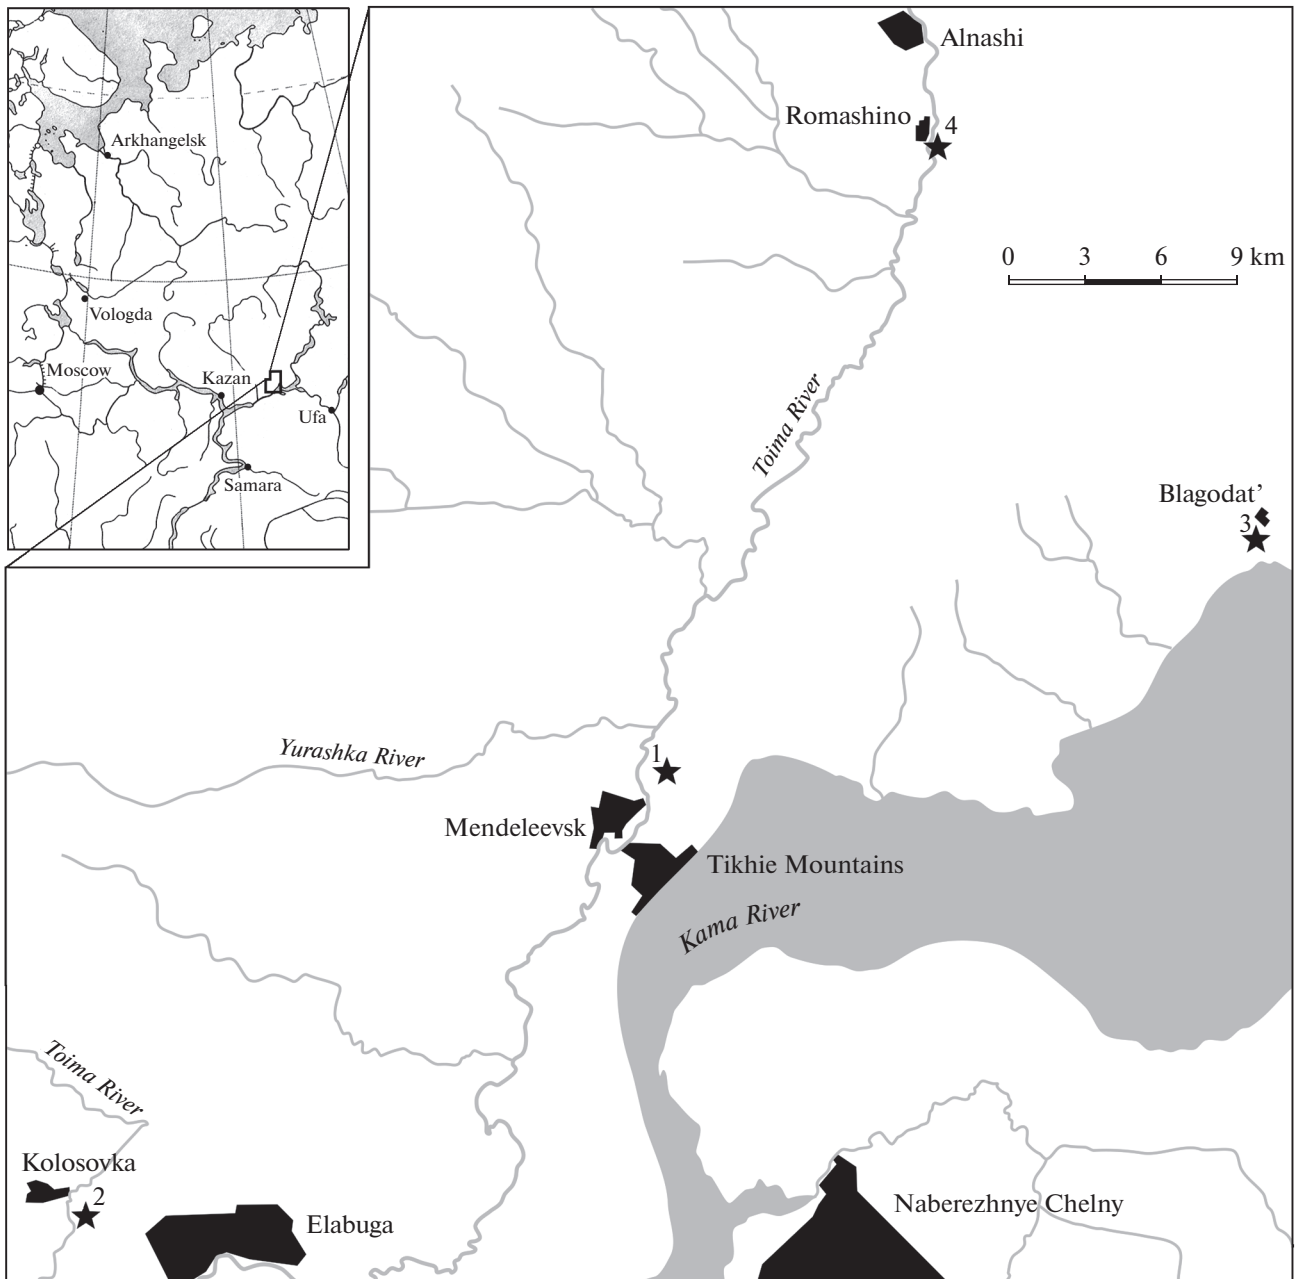 Arkhangelsk
Vologda
Moscow
Kazan
Ufa
Samara
Alnashi
Romashino
4
0 3 6 9 km
Toima River
Blagodat’
3
Yurashka River
1
Mendeleevsk
Tikhie Mountains
Kama River
Toima River
Kolosovka
2
Elabuga
Naberezhnye Chelny